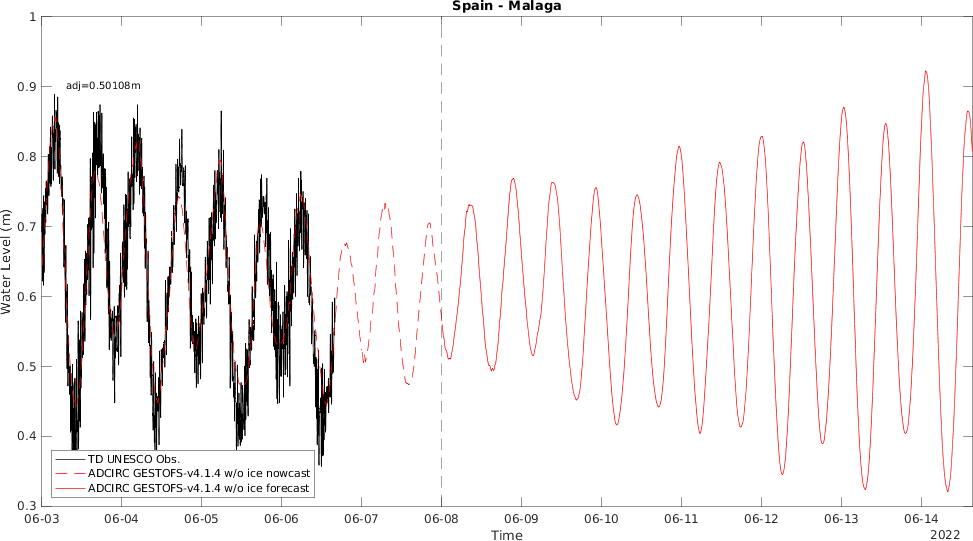 Spain - Malaga
1
0.9
0.8
0.7
0.6
0.5
0.4
0.3
Water Level (m)
adj=0.50108m
TD UNESCO Obs.
ADCIRC GESTOFS-v4.1.4 w/o ice nowcast
ADCIRC GESTOFS-v4.1.4 w/o ice forecast
06-03 06-04 06-05 06-06 06-07 06-08 06-09 06-10 06-11 06-12 06-13 06-14
Time
2022